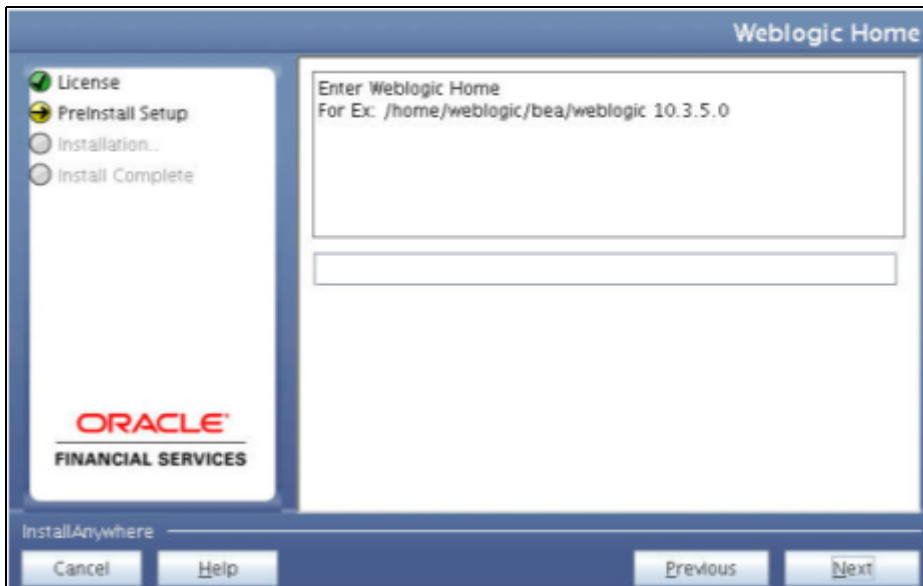 Weblogic Home
License
PreInstall Setup
Installation..
Install Complete
Enter Weblogic Home
For Ex: /home/weblogic/bea/weblogic 10.3.5.0
ORACLE
FINANCIAL SERVICES
InstallAnywhere
Cancel
Help
Previous
Next